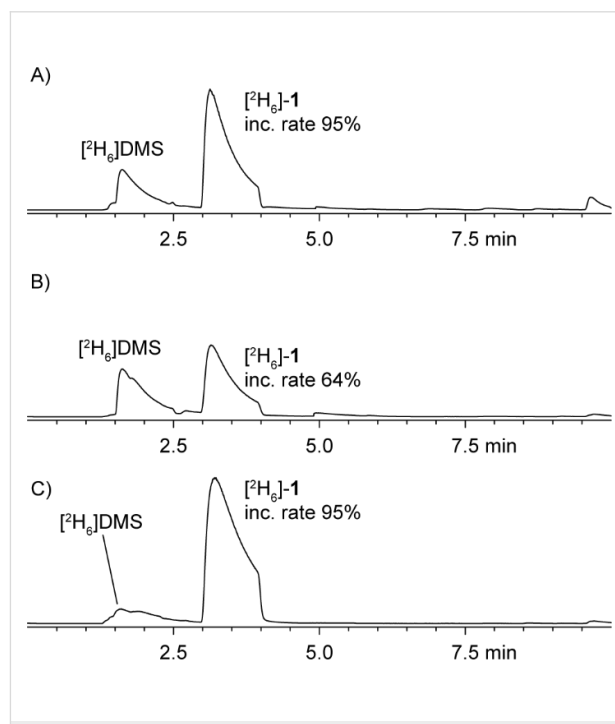 A)
[²H₆]DMS
[²H₆]-1
inc. rate 95%
2.5 5.0 7.5 min
B)
[²H₆]DMS
[²H₆]-1
inc. rate 64%
2.5 5.0 7.5 min
C)
[²H₆]DMS
[²H₆]-1
inc. rate 95%
2.5 5.0 7.5 min